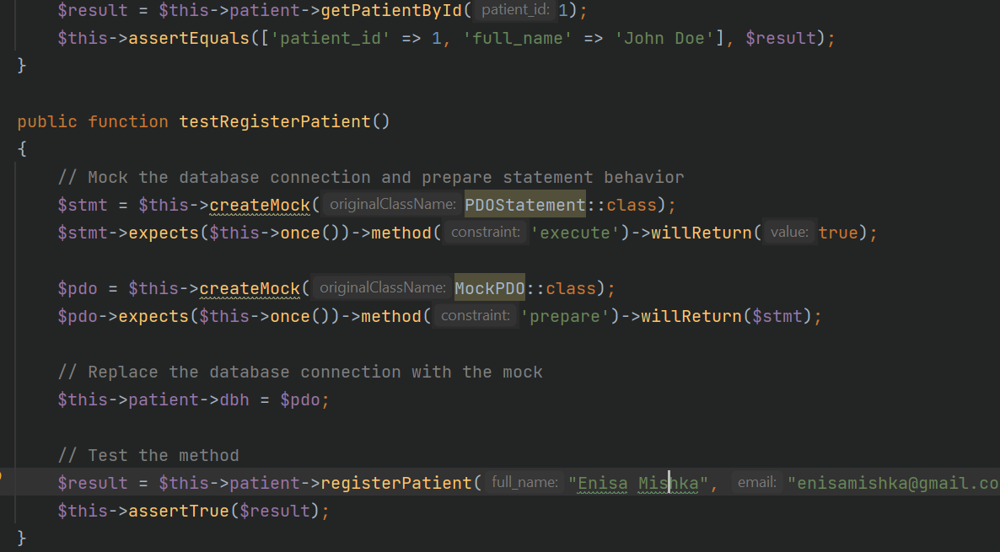 $result = $this->patient->getPatientById( patient_id: 1);
$this->assertEquals(['patient_id' => 1, 'full_name' => 'John Doe'], $result);
}
public function testRegisterPatient()
{
// Mock the database connection and prepare statement behavior
$stmt = $this->createMock( originalClassName: PDOStatement::class);
$stmt->expects($this->once())->method( constraint: 'execute')->willReturn( value: true);
$pdo = $this->createMock( originalClassName: MockPDO::class);
$pdo->expects($this->once())->method( constraint: 'prepare')->willReturn($stmt);
// Replace the database connection with the mock
$this->patient->dbh = $pdo;
// Test the method
$result = $this->patient->registerPatient( full_name: "Enisa Mishka", email: "enisamishka@gmail.co
$this->assertTrue($result);
}